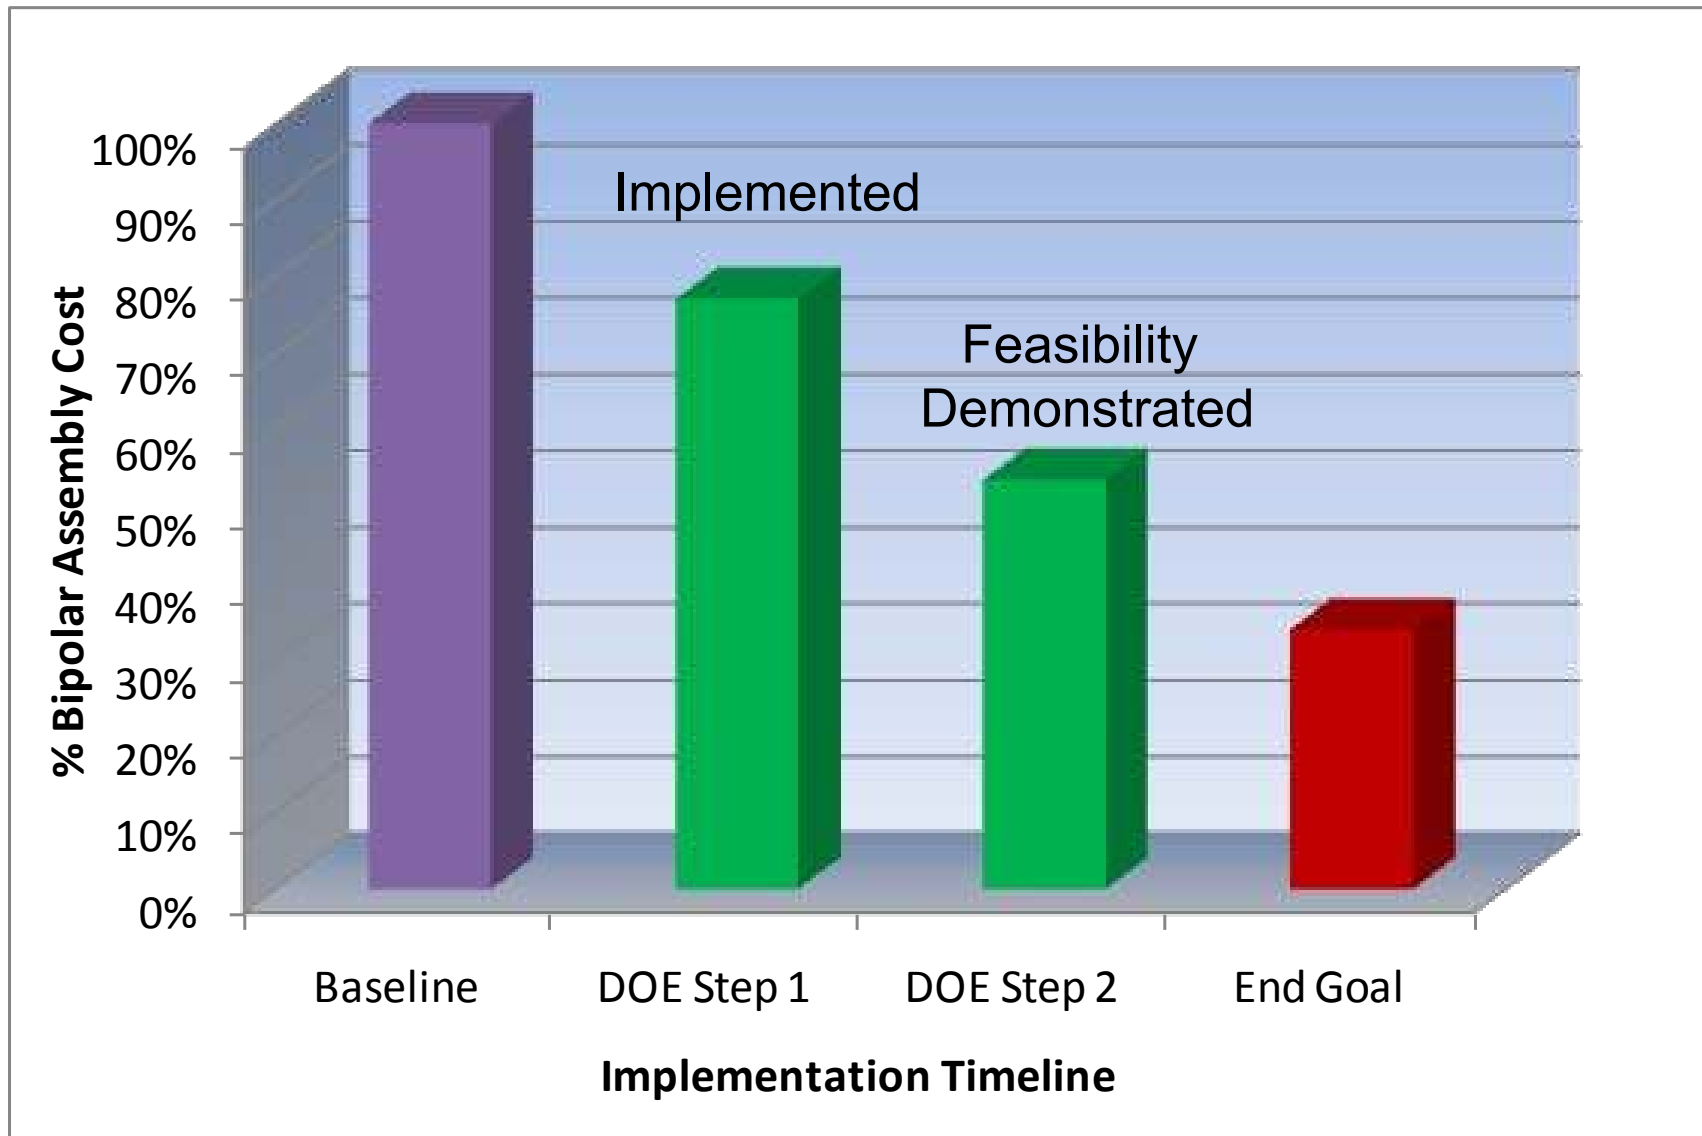 % Bipolar Assembly Cost
100%
90%
80%
70%
60%
50%
40%
30%
20%
10%
0%
Implemented
Feasibility
Demonstrated
Baseline
DOE Step 1
DOE Step 2
End Goal
Implementation Timeline